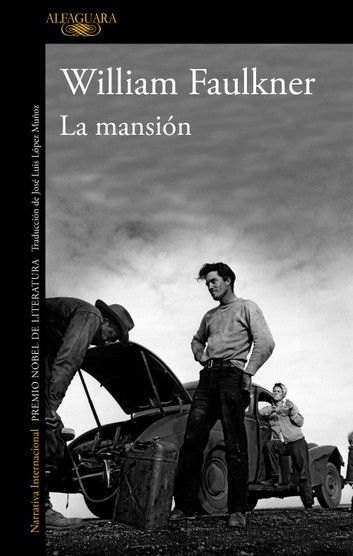 ALFAGUARA
William Faulkner
La mansión
Narrativa Internacional PREMIO NOBEL DE LITERATURA Traducción de José Luis López Muñoz